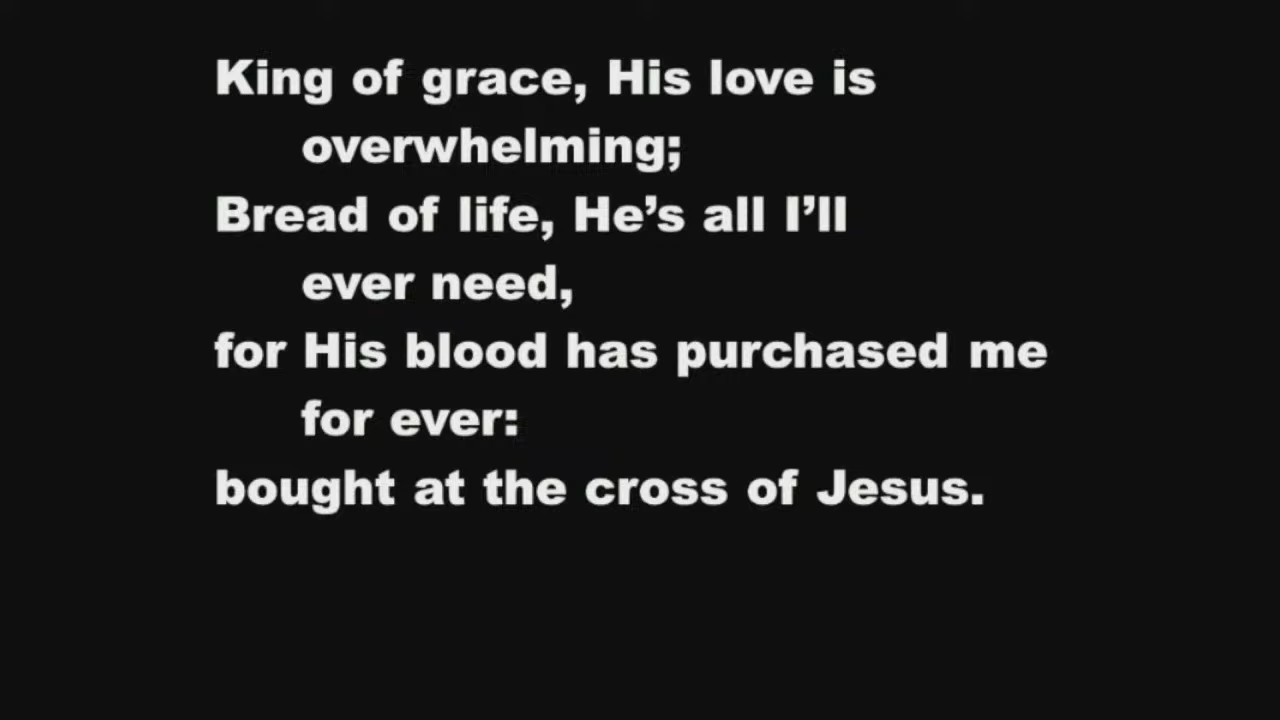 King of grace, His love is
overwhelming;
Bread of life, He’s all I’ll
ever need,
for His blood has purchased me
for ever:
bought at the cross of Jesus.